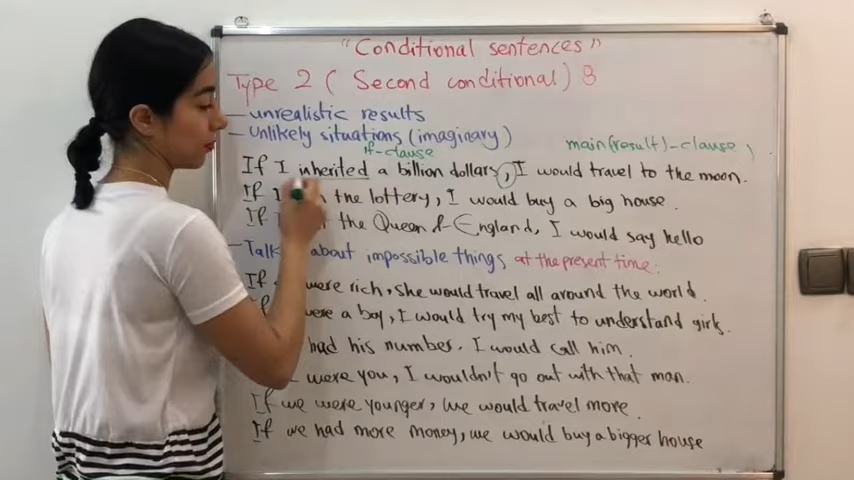 "Conditional sentences"
Type 2 ( Second conditional) :
- unrealistic results
- Unlikely situations (imaginary)
if-clause main(result)-clause
If I inherited a billion dollars, I would travel to the moon.
If I the lottery, I would buy a big house.
If the Queen of England, I would say hello
- Talk about impossible things at the present time.
If were rich, she would travel all around the world.
were a boy, I would try my best to understand girls.
had his number. I would call him.
were you, I wouldn't go out with that man.
If we were younger, we would travel more.
If we had more money, we would buy a bigger house